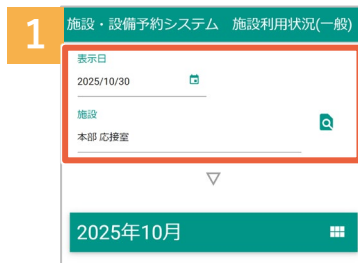 1
施設・設備予約システム　施設利用状況(一般)
表示日
2025/10/30
施設
本部 応接室
▽
2025年10月